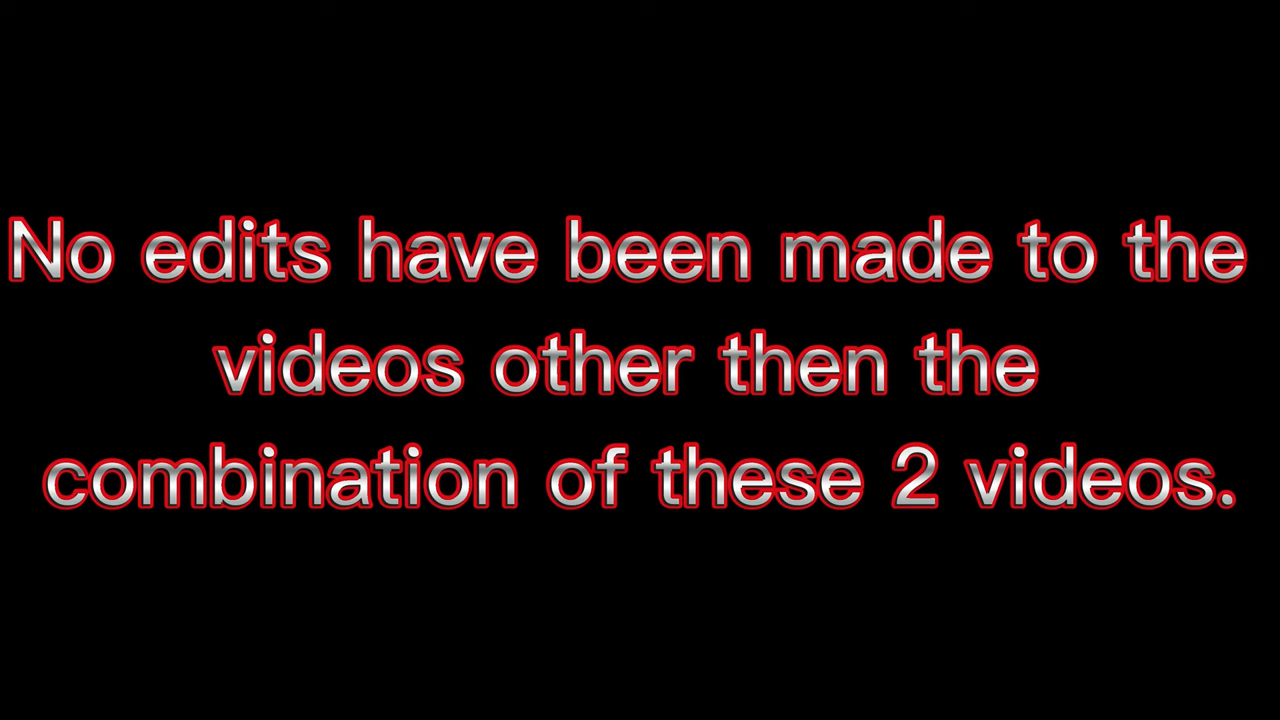 No edits have been made to the
videos other then the
combination of these 2 videos.